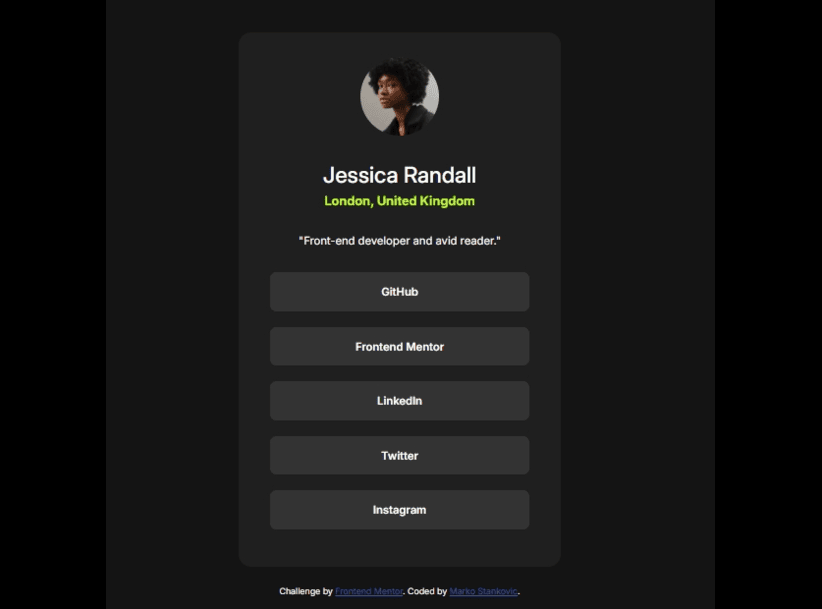 Jessica Randall
London, United Kingdom
"Front-end developer and avid reader."
GitHub
Frontend Mentor
LinkedIn
Twitter
Instagram
Challenge by Frontend Mentor. Coded by Marko Stankovic.